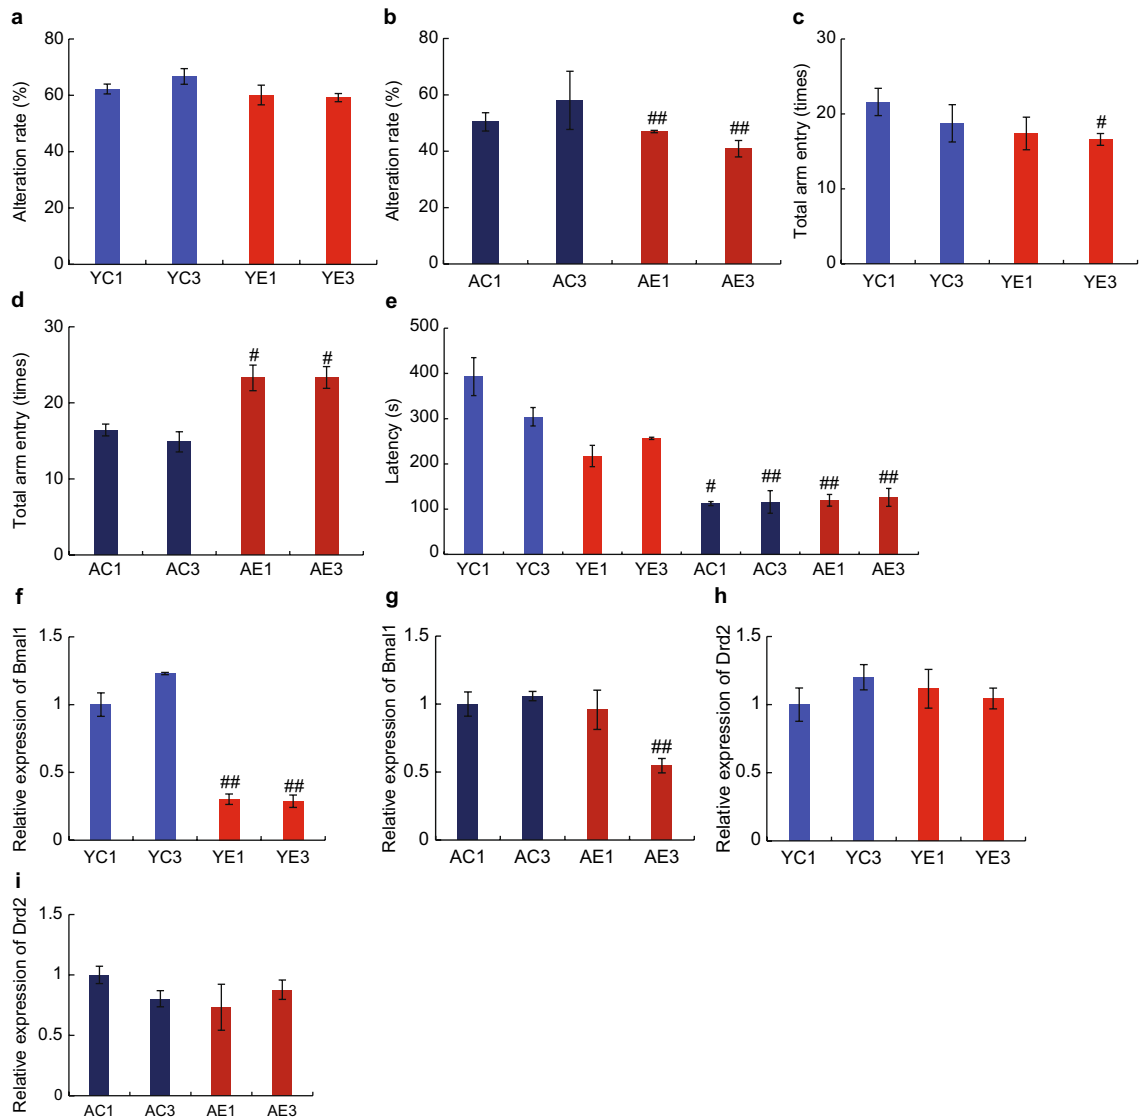 a
Alteration rate (%)
80
60
40
20
0
YC1 YC3 YE1 YE3
b
Alteration rate (%)
80
60
40
20
0
## ##
AC1 AC3 AE1 AE3
c
Total arm entry (times)
30
20
10
0
#
YC1 YC3 YE1 YE3
d
Total arm entry (times)
30
20
10
0
# #
AC1 AC3 AE1 AE3
e
Latency (s)
500
400
300
200
100
0
# ## ## ##
YC1 YC3 YE1 YE3 AC1 AC3 AE1 AE3
f
Relative expression of Bmal1
1.5
1
0.5
0
## ##
YC1 YC3 YE1 YE3
g
Relative expression of Bmal1
1.5
1
0.5
0
##
AC1 AC3 AE1 AE3
h
Relative expression of Drd2
1.5
1
0.5
0
YC1 YC3 YE1 YE3
i
Relative expression of Drd2
1.5
1
0.5
0
AC1 AC3 AE1 AE3